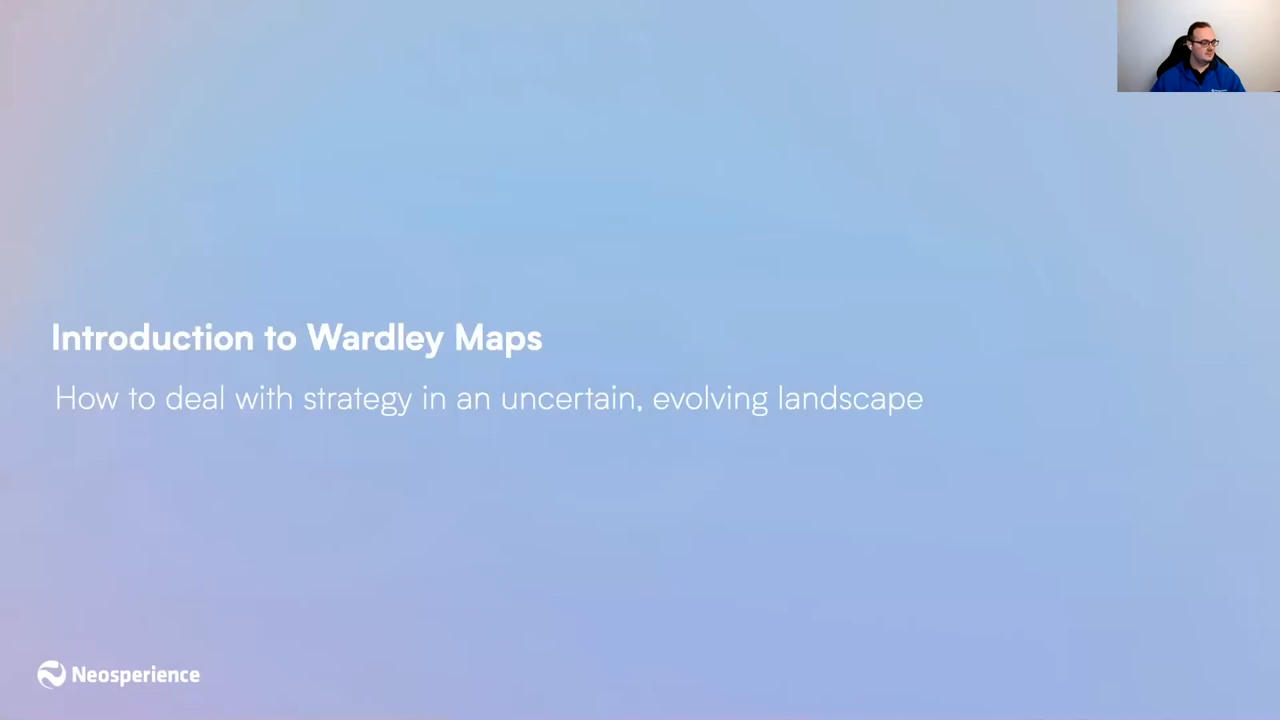 Introduction to Wardley Maps
How to deal with strategy in an uncertain, evolving landscape
Neosperience